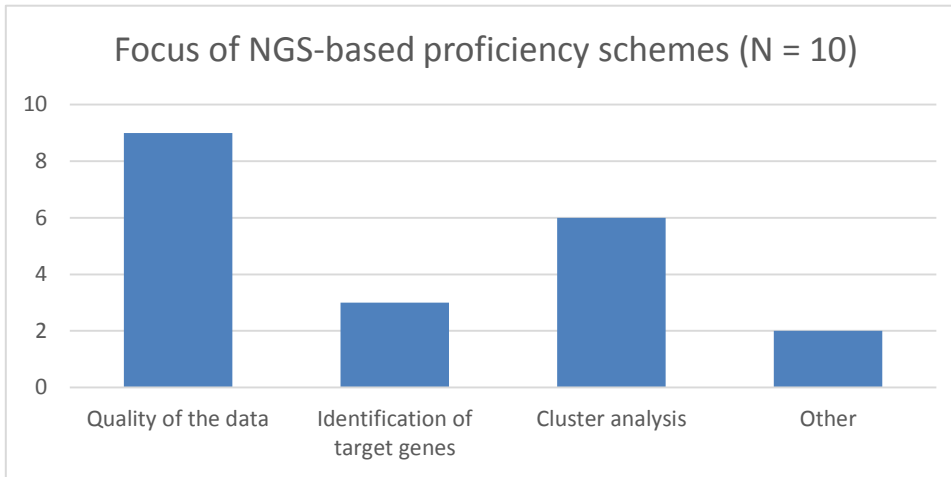 Focus of NGS-based proficiency schemes (N = 10)
10
8
6
4
2
0
Quality of the data
Identification of
target genes
Cluster analysis
Other